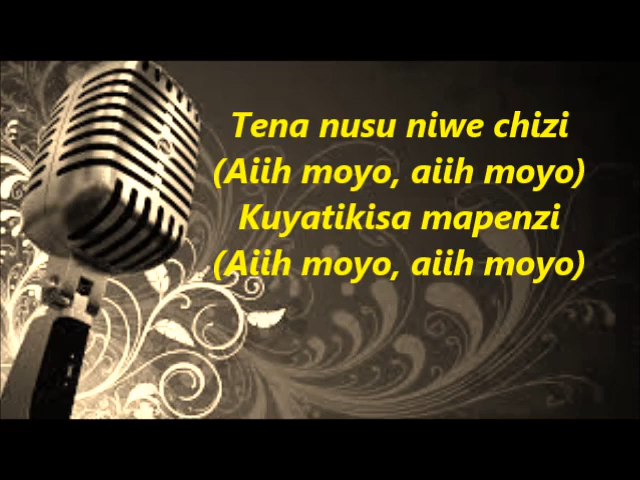 Tena nusu niwe chizi
(Aiih moyo, aiih moyo)
Kuyatikisa mapenzi
(Aiih moyo, aiih moyo)